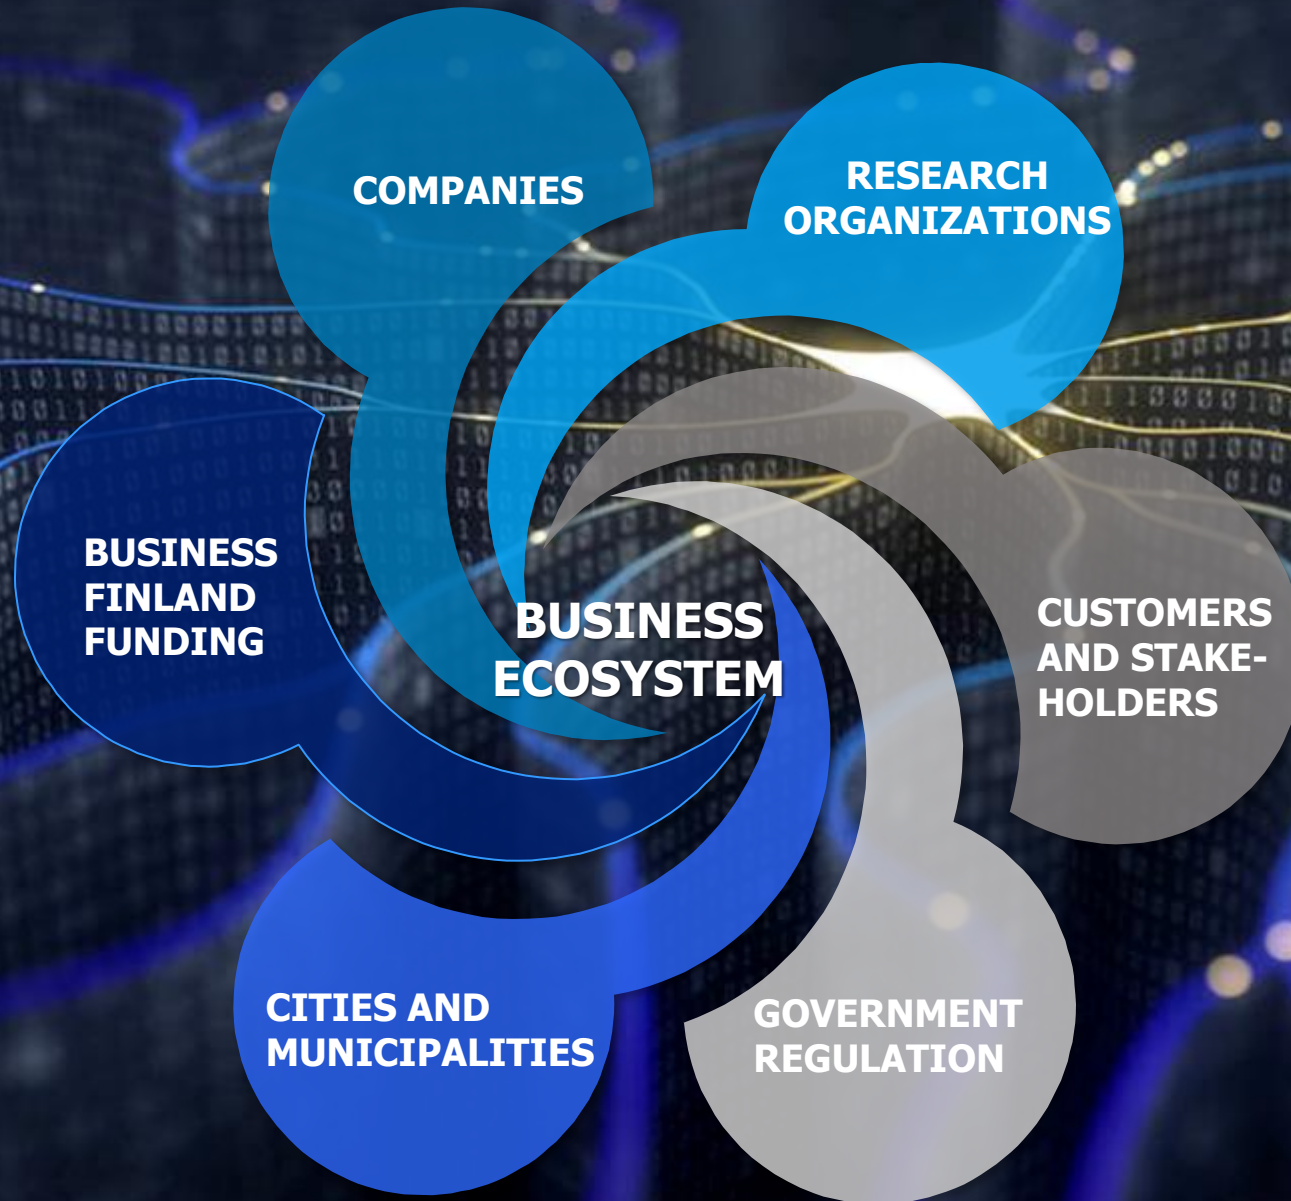 COMPANIES
RESEARCH
ORGANIZATIONS
BUSINESS
FINLAND
FUNDING
BUSINESS
ECOSYSTEM
CUSTOMERS
AND STAKE-
HOLDERS
CITIES AND
MUNICIPALITIES
GOVERNMENT
REGULATION